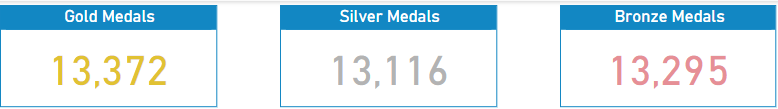 Gold Medals
13,372
Silver Medals
13,116
Bronze Medals
13,295